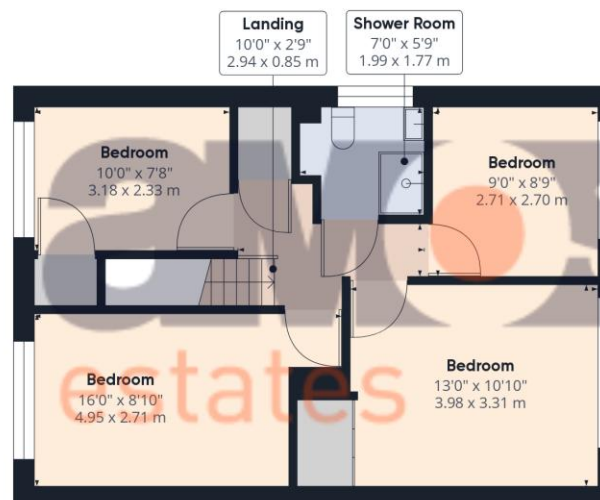 Landing
10'0" x 2'9"
2.94 x 0.85 m
Shower Room
7'0" x 5'9"
1.99 x 1.77 m
Bedroom
10'0" x 7'8"
3.18 x 2.33 m
Bedroom
9'0" x 8'9"
2.71 x 2.70 m
Bedroom
16'0" x 8'10"
4.95 x 2.71 m
Bedroom
13'0" x 10'10"
3.98 x 3.31 m
estates